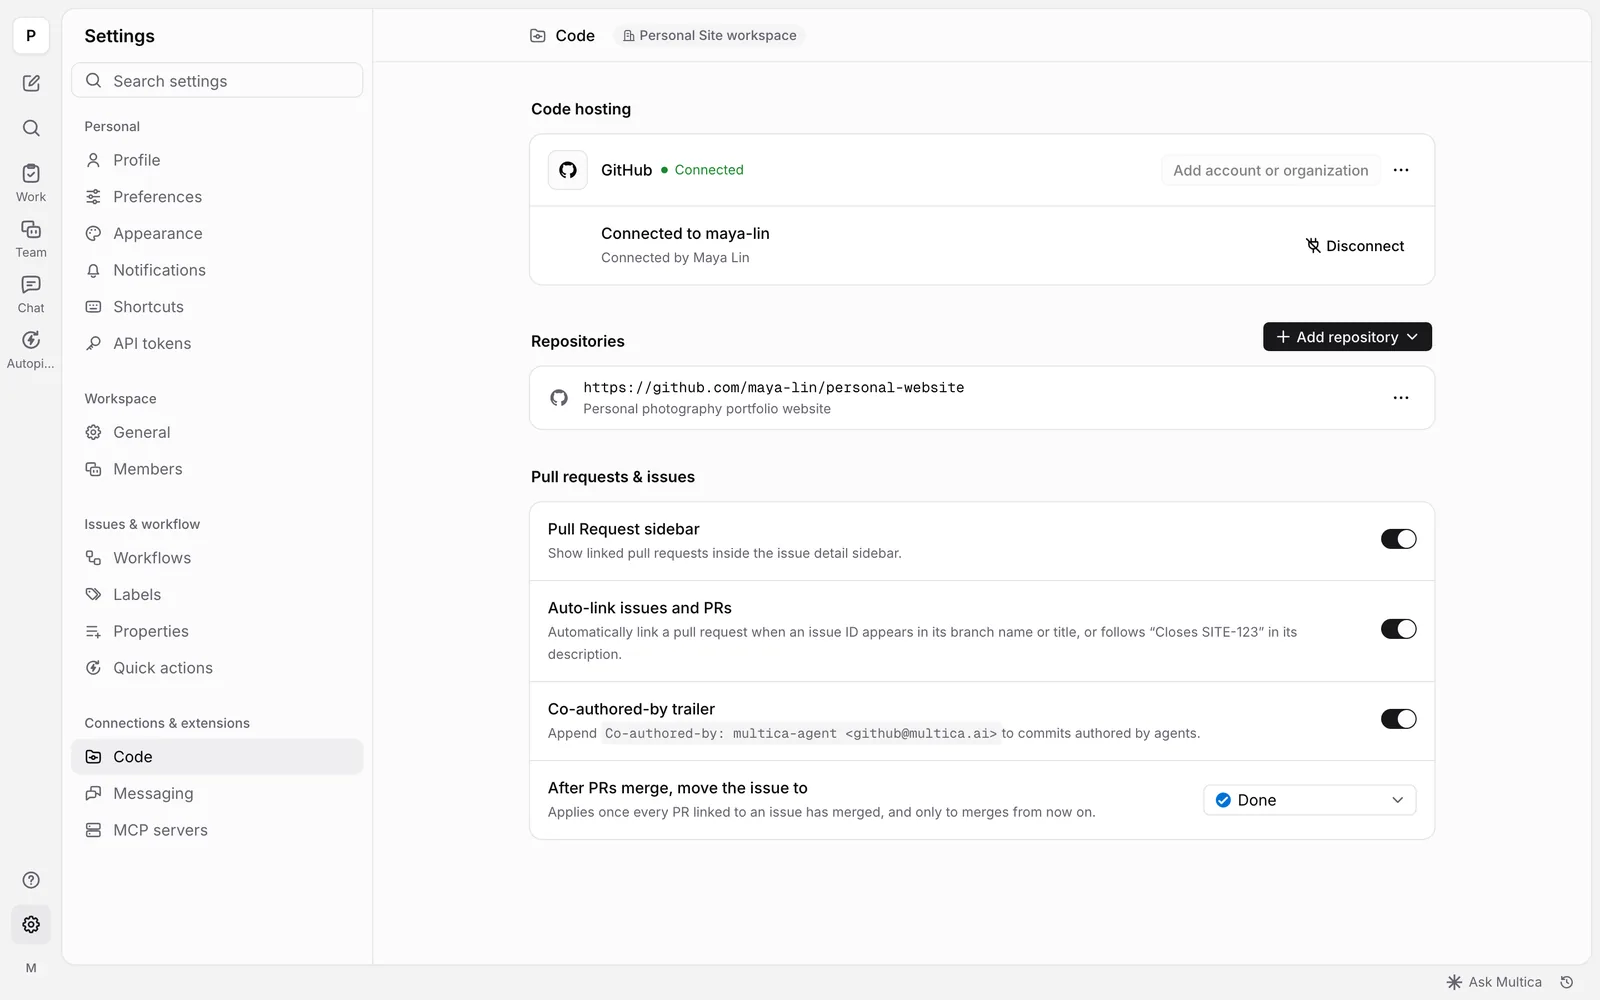 P
Work
Team
Chat
Autopi...
M
Settings
Search settings
Personal
Profile
Preferences
Appearance
Notifications
Shortcuts
API tokens
Workspace
General
Members
Issues & workflow
Workflows
Labels
Properties
Quick actions
Connections & extensions
Code
Messaging
MCP servers
Code
Personal Site workspace
Code hosting
GitHub
Connected
Add account or organization
Connected to maya-lin
Connected by Maya Lin
Disconnect
Repositories
Add repository
https://github.com/maya-lin/personal-website
Personal photography portfolio website
Pull requests & issues
Pull Request sidebar
Show linked pull requests inside the issue detail sidebar.
Auto-link issues and PRs
Automatically link a pull request when an issue ID appears in its branch name or title, or follows “Closes SITE-123” in its
description.
Co-authored-by trailer
Append Co-authored-by: multica-agent <github@multica.ai> to commits authored by agents.
After PRs merge, move the issue to
Applies once every PR linked to an issue has merged, and only to merges from now on.
Done
Ask Multica